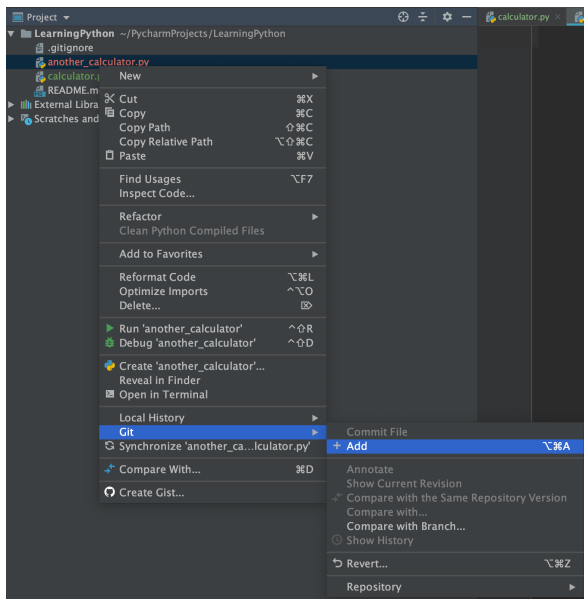 Project
calculator.py
LearningPython ~/PycharmProjects/LearningPython
.gitignore
another_calculator.py
calculator.
README.m
External Libra
Scratches and
New
Cut ⌘X
Copy ⌘C
Copy Path ⇧⌘C
Copy Relative Path ⌥⇧⌘C
Paste ⌘V
Find Usages ⌥F7
Inspect Code...
Refactor
Clean Python Compiled Files
Add to Favorites
Reformat Code ⌥⌘L
Optimize Imports ^⌥O
Delete... ⌦
Run 'another_calculator' ^⇧R
Debug 'another_calculator' ^⇧D
Create 'another_calculator'...
Reveal in Finder
Open in Terminal
Local History
Git
Synchronize 'another_ca...lculator.py'
Compare With... ⌘D
Create Gist...
Commit File
Add ⌥⌘A
Annotate
Show Current Revision
Compare with the Same Repository Version
Compare with...
Compare with Branch...
Show History
Revert... ⌥⌘Z
Repository